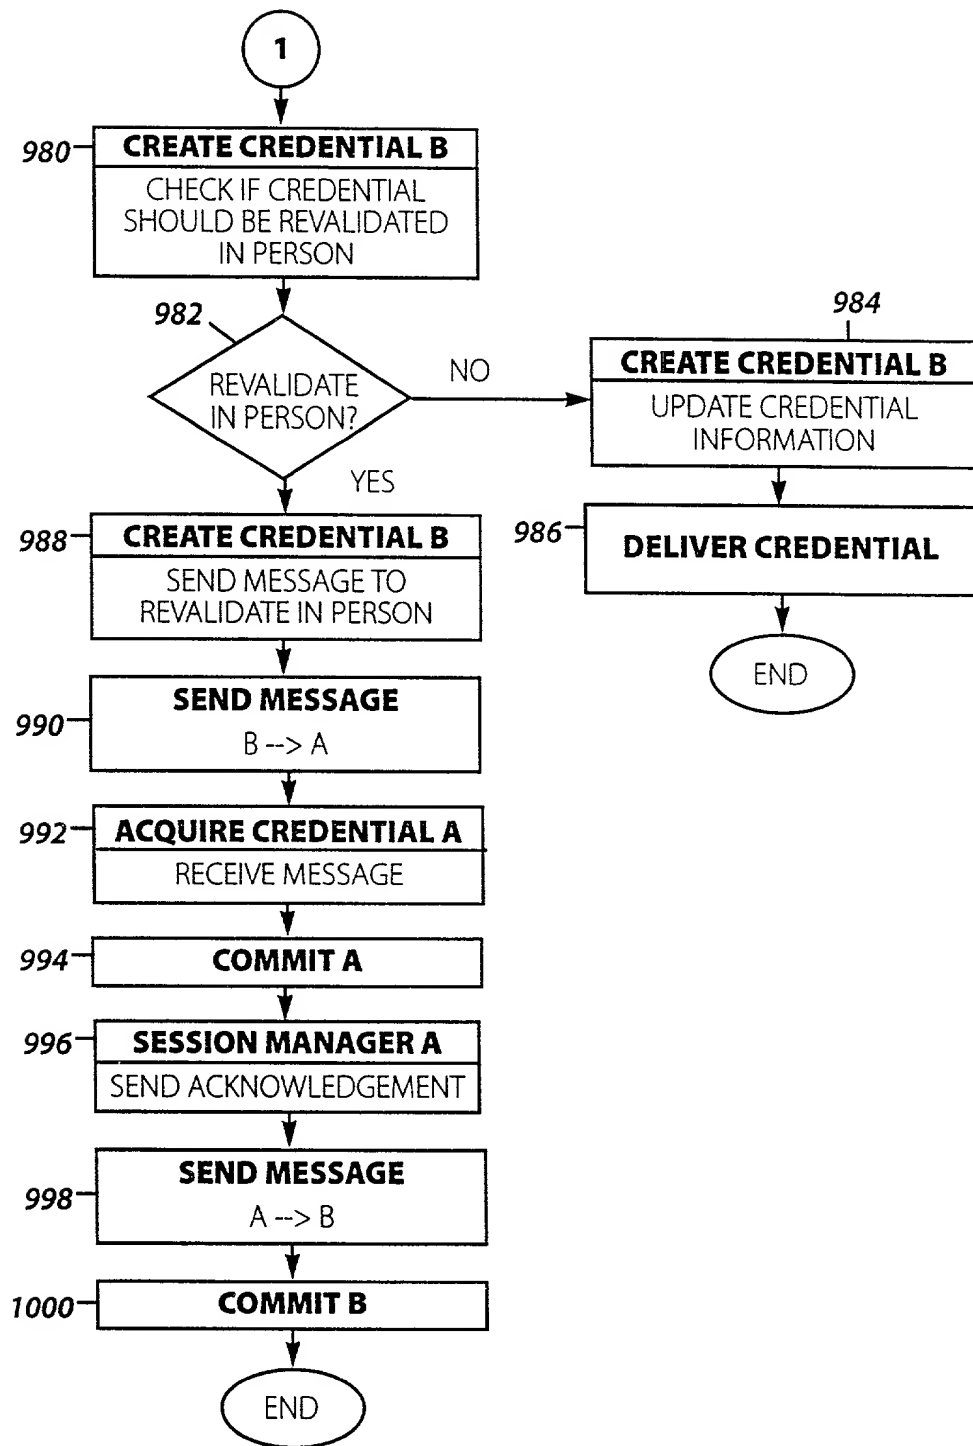 1
980
CREATE CREDENTIAL B
CHECK IF CREDENTIAL
SHOULD BE REVALIDATED
IN PERSON
982
REVALIDATE
IN PERSON?
NO
YES
984
CREATE CREDENTIAL B
UPDATE CREDENTIAL
INFORMATION
986
DELIVER CREDENTIAL
END
988
CREATE CREDENTIAL B
SEND MESSAGE TO
REVALIDATE IN PERSON
990
SEND MESSAGE
B --> A
992
ACQUIRE CREDENTIAL A
RECEIVE MESSAGE
994
COMMIT A
996
SESSION MANAGER A
SEND ACKNOWLEDGEMENT
998
SEND MESSAGE
A --> B
1000
COMMIT B
END